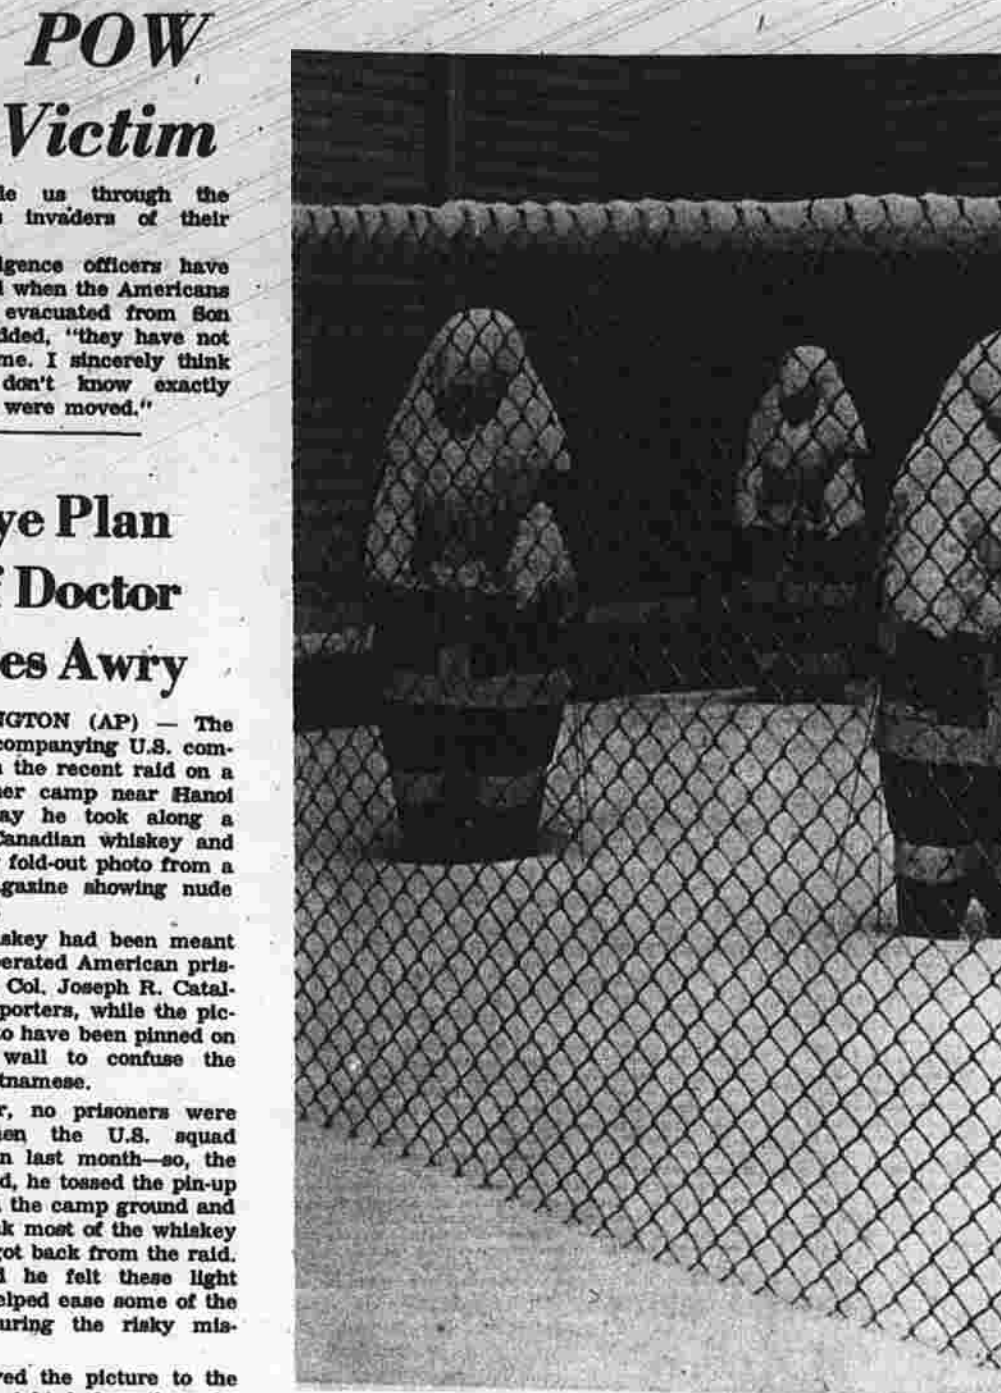 POW
Victim
le us through the
s invaders of their
lgence officers have
l when the Americans
evacuated from Son
dded, "they have not
me. I sincerely think
don't know exactly
were moved."
ye Plan
f Doctor
es Awry
NGTON (AP) — The
companying U.S. com-
n the recent raid on a
ner camp near Hanoi
ay he took along a
Canadian whiskey and
fold-out photo from a
gazine showing nude
skey had been meant
erated American pris-
Col. Joseph R. Catal-
porters, while the pic-
to have been pinned on
wall to confuse the
tnamese.
r, no prisoners were
hen the U.S. squad
n last month—so, the
d, he tossed the pin-up
the camp ground and
nk most of the whiskey
got back from the raid.
d he felt these light
elped ease some of the
uring the risky mis-
ved the picture to the